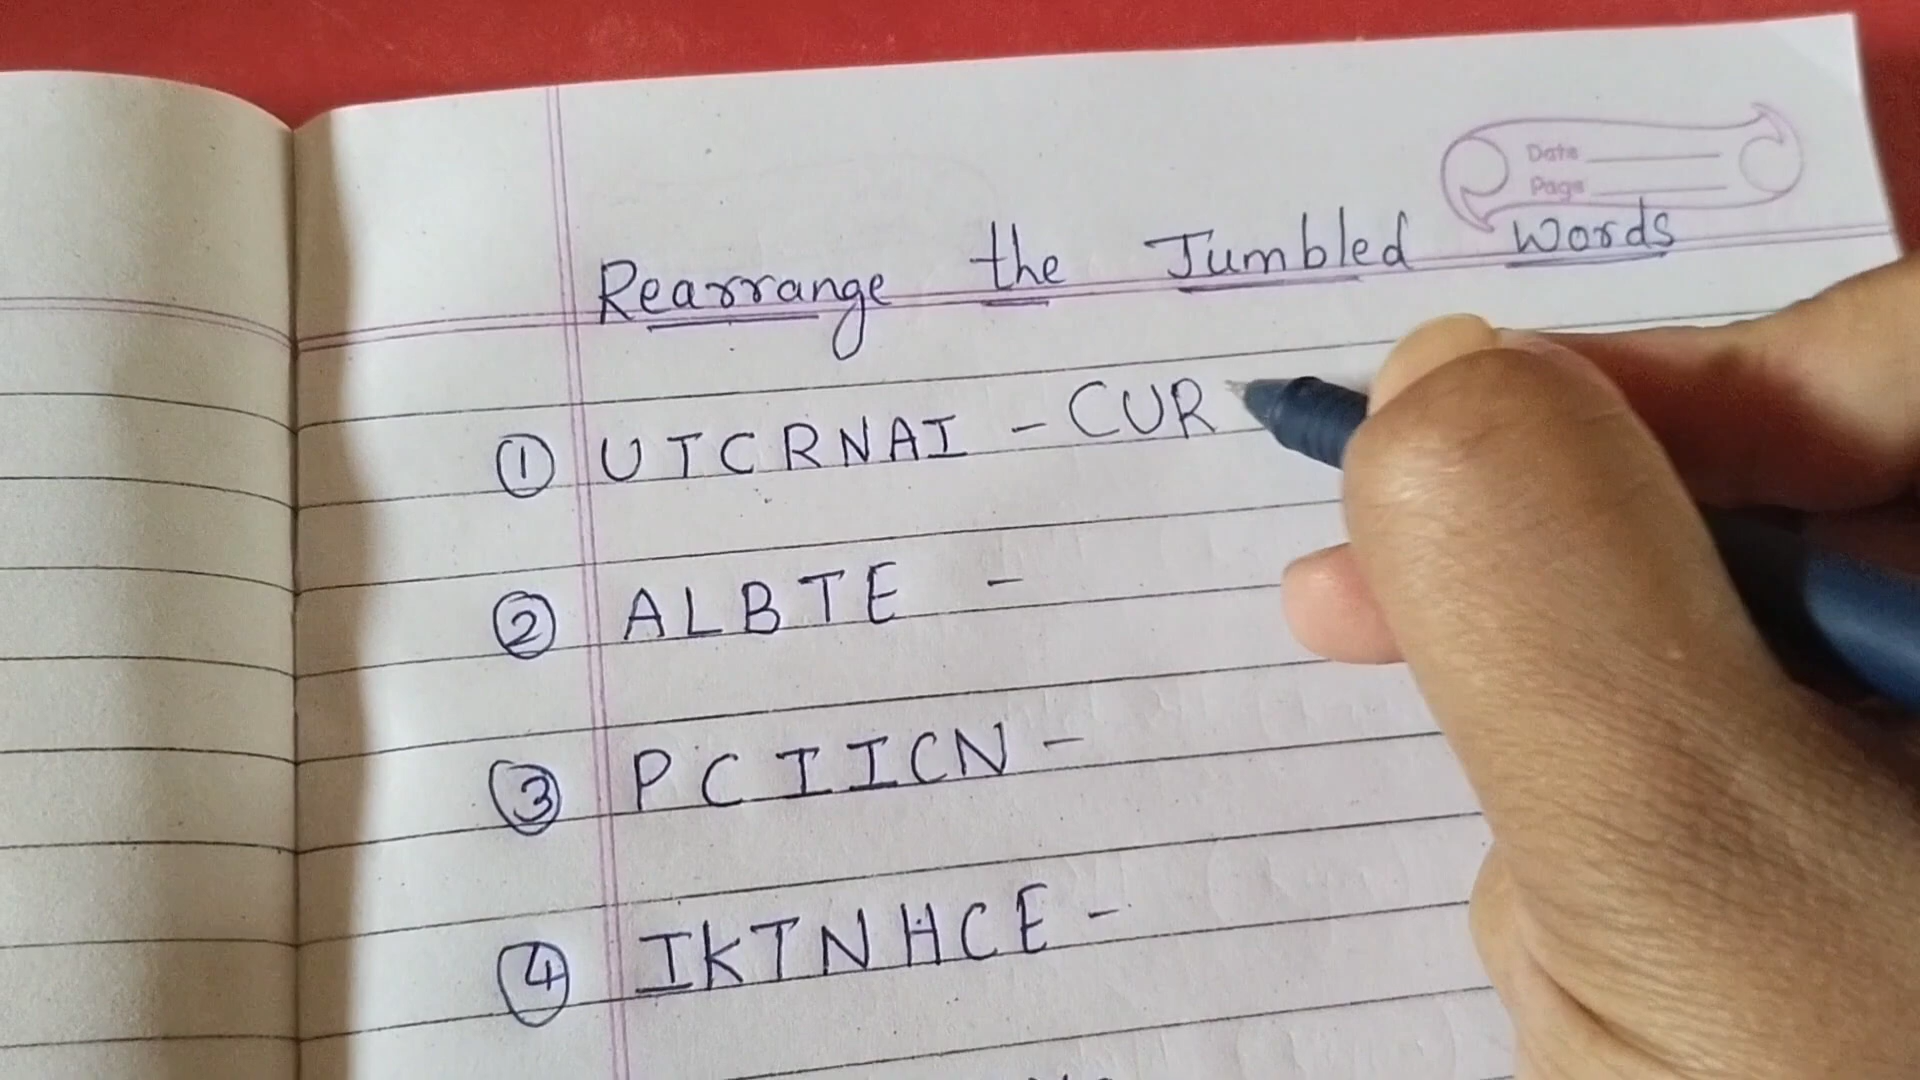 Date
Page
Rearrange the Jumbled Words
1 UTCRNAI - CUR
2 ALBTE -
3 PCIICN -
4 IKTNHCE -